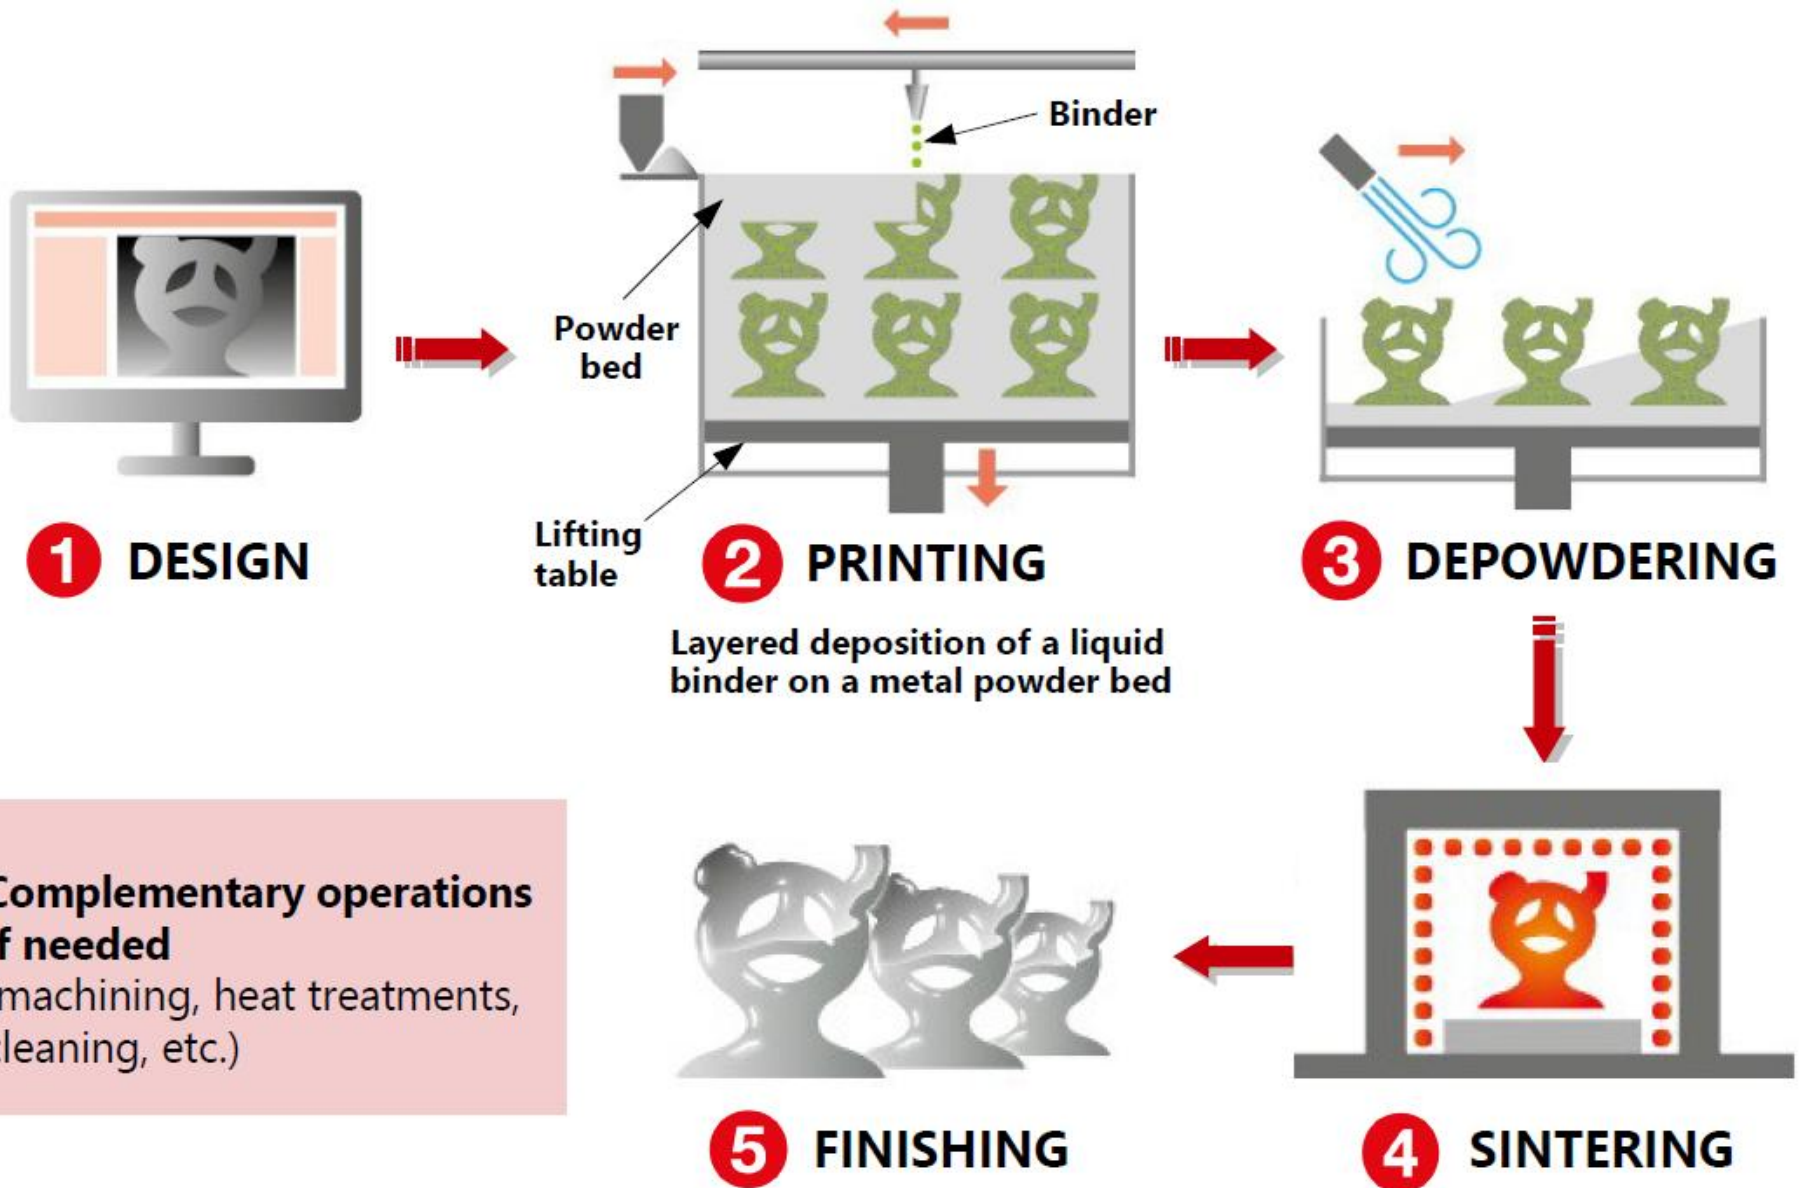 Binder
Powder
bed
Lifting
table
1 DESIGN
2 PRINTING
Layered deposition of a liquid
binder on a metal powder bed
3 DEPOWDERING
4 SINTERING
5 FINISHING
Complementary operations
f needed
machining, heat treatments,
cleaning, etc.)